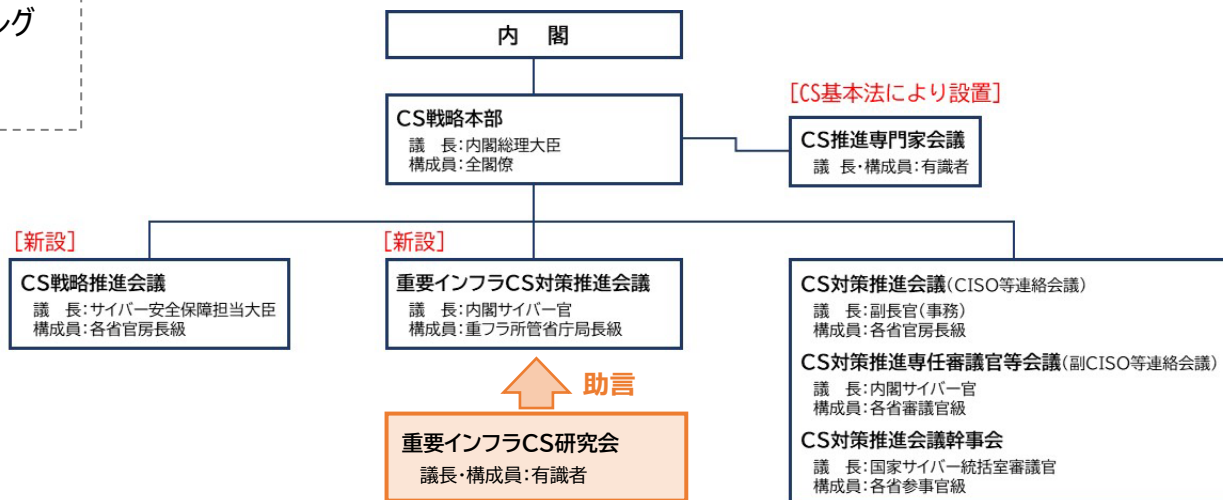 ング
内　閣
CS戦略本部
議　長：内閣総理大臣
構成員：全閣僚
[CS基本法により設置]
CS推進専門家会議
議　長・構成員：有識者
[新設]
CS戦略推進会議
議　長：サイバー安全保障担当大臣
構成員：各省官房長級
[新設]
重要インフラCS対策推進会議
議　長：内閣サイバー官
構成員：重フラ所管省庁局長級
助言
重要インフラCS研究会
議長・構成員：有識者
CS対策推進会議(CISO等連絡会議)
議　長：副長官(事務)
構成員：各省官房長級
CS対策推進専任審議官等会議(副CISO等連絡会議)
議　長：内閣サイバー官
構成員：各省審議官級
CS対策推進会議幹事会
議　長：国家サイバー統括室審議官
構成員：各省参事官級